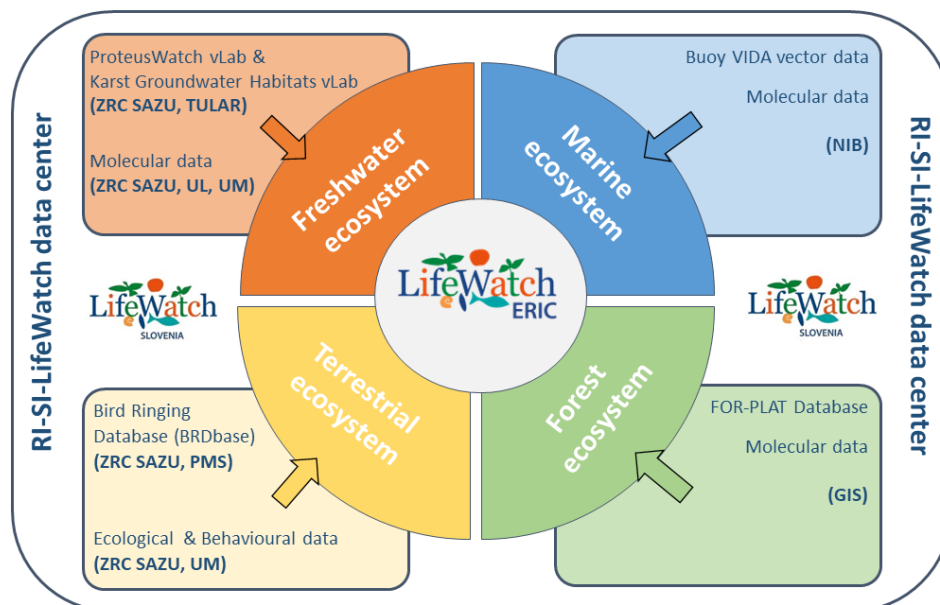 RI-SI-LifeWatch data center
ProteusWatch vLab &
Karst Groundwater Habitats vLab
(ZRC SAZU, TULAR)
Molecular data
(ZRC SAZU, UL, UM)
Freshwater
ecosystem
Marine
ecosystem
Buoy VIDA vector data
Molecular data
(NIB)
RI-SI-LifeWatch data center
LifeWatch
SLOVENIA
LifeWatch
ERIC
LifeWatch
SLOVENIA
Bird Ringing
Database (BRDbase)
(ZRC SAZU, PMS)
Ecological & Behavioural data
(ZRC SAZU, UM)
Terrestrial
ecosystem
Forest
ecosystem
FOR-PLAT Database
Molecular data
(GIS)